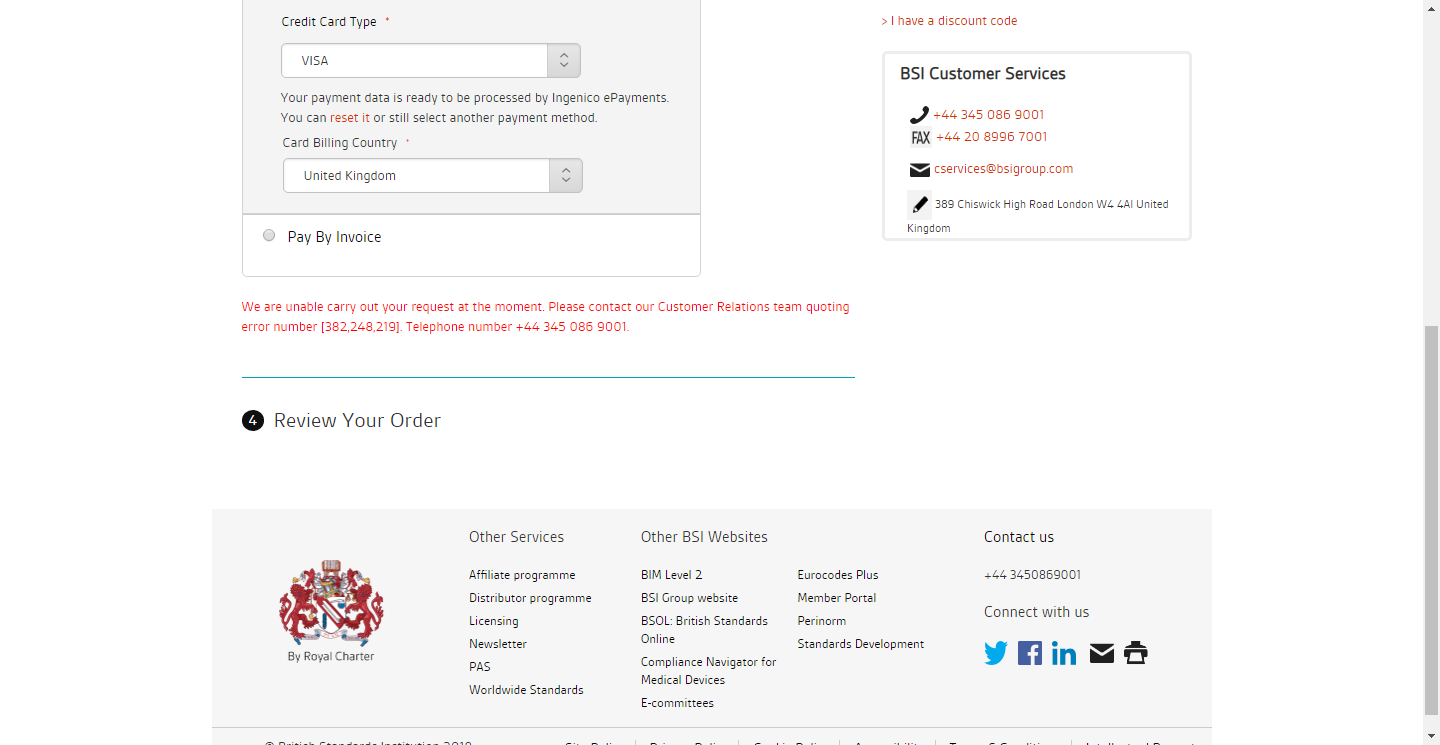 Credit Card Type *
VISA
Your payment data is ready to be processed by Ingenico ePayments.
You can reset it or still select another payment method.
Card Billing Country *
United Kingdom
Pay By Invoice
We are unable carry out your request at the moment. Please contact our Customer Relations team quoting
error number [382,248,219]. Telephone number +44 345 086 9001.
4 Review Your Order
> I have a discount code
BSI Customer Services
+44 345 086 9001
FAX +44 20 8996 7001
cservices@bsigroup.com
389 Chiswick High Road London W4 4Al United
Kingdom
By Royal Charter
Other Services
Affiliate programme
Distributor programme
Licensing
Newsletter
PAS
Worldwide Standards
Other BSI Websites
BIM Level 2
BSI Group website
BSOL: British Standards
Online
Compliance Navigator for
Medical Devices
E-committees
Eurocodes Plus
Member Portal
Perinorm
Standards Development
Contact us
+44 3450869001
Connect with us
© British Standards Institution